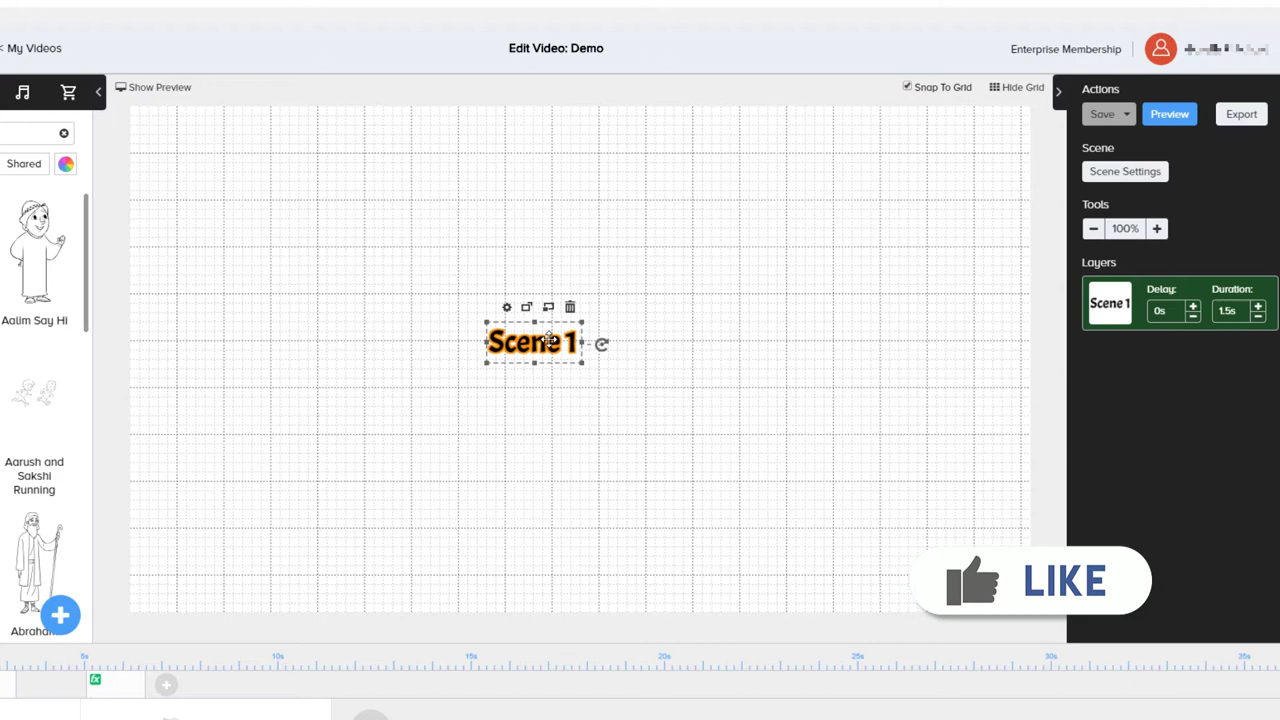 < My Videos
Edit Video: Demo
Enterprise Membership
Show Preview
Snap To Grid
Hide Grid
Actions
Save
Preview
Export
Shared
Scene
Scene Settings
Tools
100%
Layers
Scene 1
Delay:
0s
Duration:
1.5s
Scene 1
Aalim Say Hi
Aarush and
Sakshi
Running
LIKE
5s
10s
15s
20s
25s
30s
35s
fx